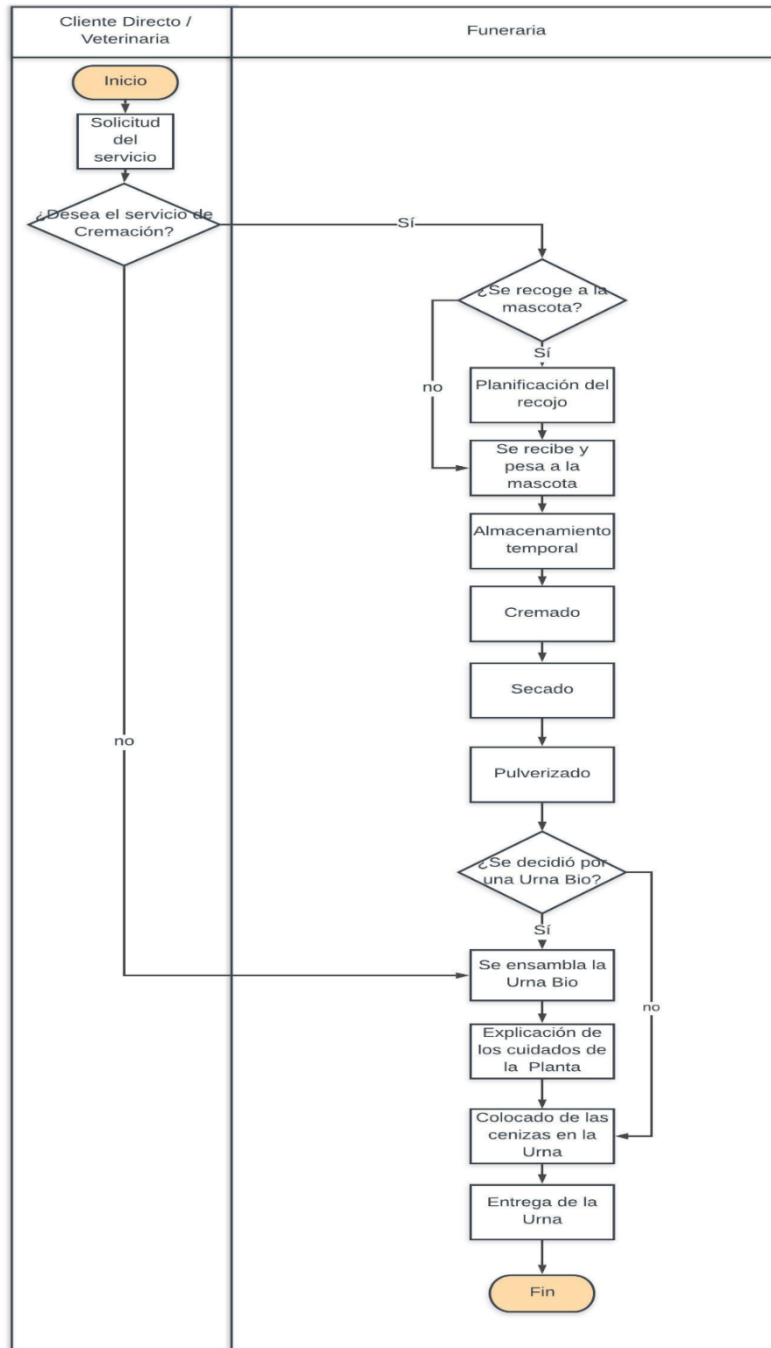 Cliente Directo /
Veterinaria
Funeraria
Inicio
Solicitud
del
servicio
¿Desea el servicio de
Cremación?
Sí
¿Se recoge a la
mascota?
Sí
no
Planificación del
recojo
Se recibe y
pesa a la
mascota
Almacenamiento
temporal
Cremado
Secado
no
Pulverizado
¿Se decidió por
una Urna Bio?
Sí
Se ensambla la
Urna Bio
no
Explicación de
los cuidados de
la Planta
Colocado de las
cenizas en la
Urna
Entrega de la
Urna
Fin